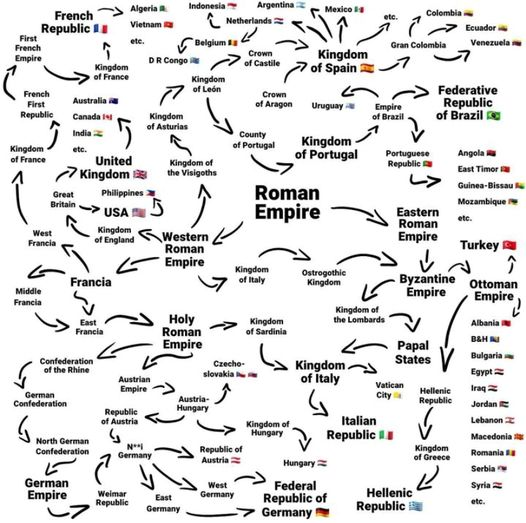 French
Republic
Algeria
Vietnam
etc.
Indonesia
Netherlands
Argentina
Mexico
etc.
Colombia
Ecuador
Venezuela
Gran Colombia
First
French
Empire
Kingdom
of France
Belgium
D R Congo
Crown
of Castile
Kingdom
of Spain
Kingdom
of León
Crown
of Aragon
Uruguay
Empire
of Brazil
Federative
Republic
of Brazil
French
First
Republic
Australia
Canada
India
etc.
Kingdom
of Asturias
County
of Portugal
Kingdom
of Portugal
Portuguese
Republic
Angola
East Timor
Guinea-Bissau
Mozambique
etc.
Kingdom
of France
United
Kingdom
Kingdom of
the Visigoths
Great
Britain
Philippines
USA
Roman
Empire
Eastern
Roman
Empire
Turkey
West
Francia
Kingdom
of England
Western
Roman
Empire
Kingdom
of Italy
Ostrogothic
Kingdom
Byzantine
Empire
Ottoman
Empire
Francia
Middle
Francia
East
Francia
Holy
Roman
Empire
Kingdom
of Sardinia
Kingdom of
the Lombards
Papal
States
Albania
B&H
Bulgaria
Egypt
Iraq
Jordan
Lebanon
Macedonia
Romania
Serbia
Syria
etc.
Confederation
of the Rhine
Austrian
Empire
Czecho-
slovakia
Kingdom
of Italy
Vatican
City
Hellenic
Republic
German
Confederation
Republic
of Austria
Austria-
Hungary
Kingdom of
Hungary
Italian
Republic
Kingdom
of Greece
North German
Confederation
N**i
Germany
Republic of
Austria
Hungary
German
Empire
Weimar
Republic
East
Germany
West
Germany
Federal
Republic of
Germany
Hellenic
Republic